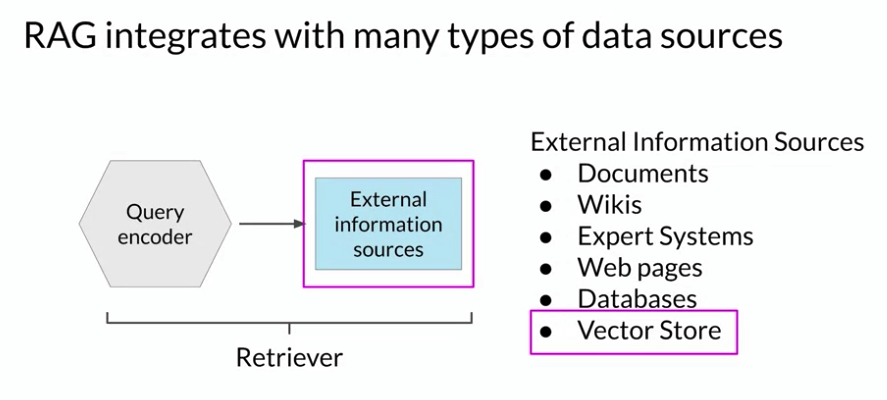 RAG integrates with many types of data sources
Query
encoder
External
information
sources
Retriever
External Information Sources
● Documents
● Wikis
● Expert Systems
● Web pages
● Databases
● Vector Store